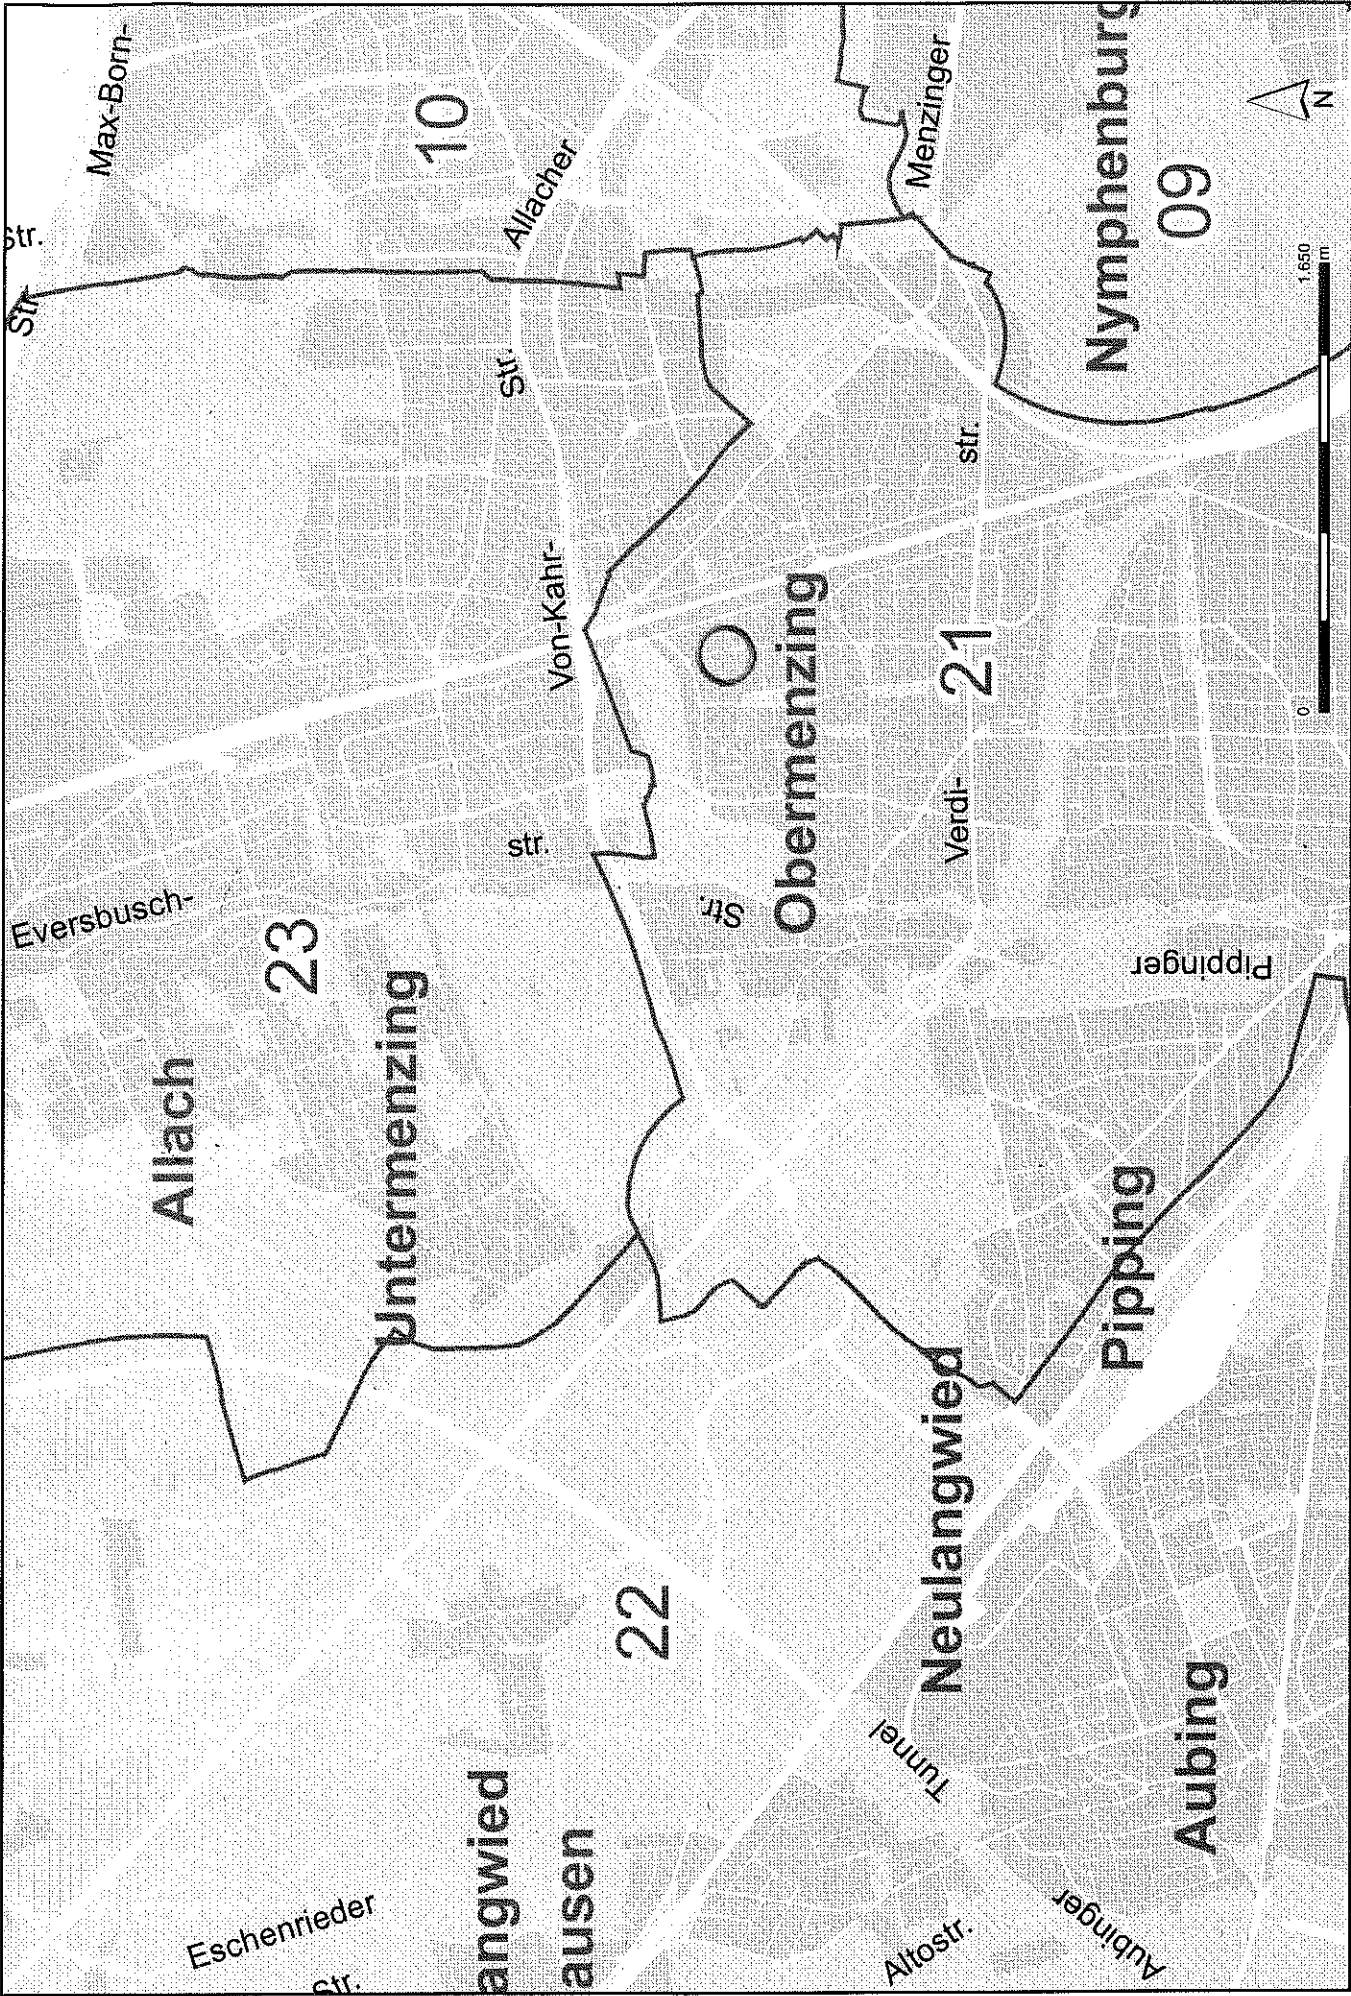 Str.
Str.
Eversbusch-
Max-Born-
Allach
Eschenrieder
Str.
23
Untermenzing
10
angwied
ausen
Str.
str.
Allacher
Von-Kahr-
22
Str.
Obermenzing
Tunnel
Menzinger
Altostr.
Neulangwied
Verdi-
21
str.
Aubinger
Nymphenburg
Pipping
09
Aubing
Pippinger
0 1.650
m
N